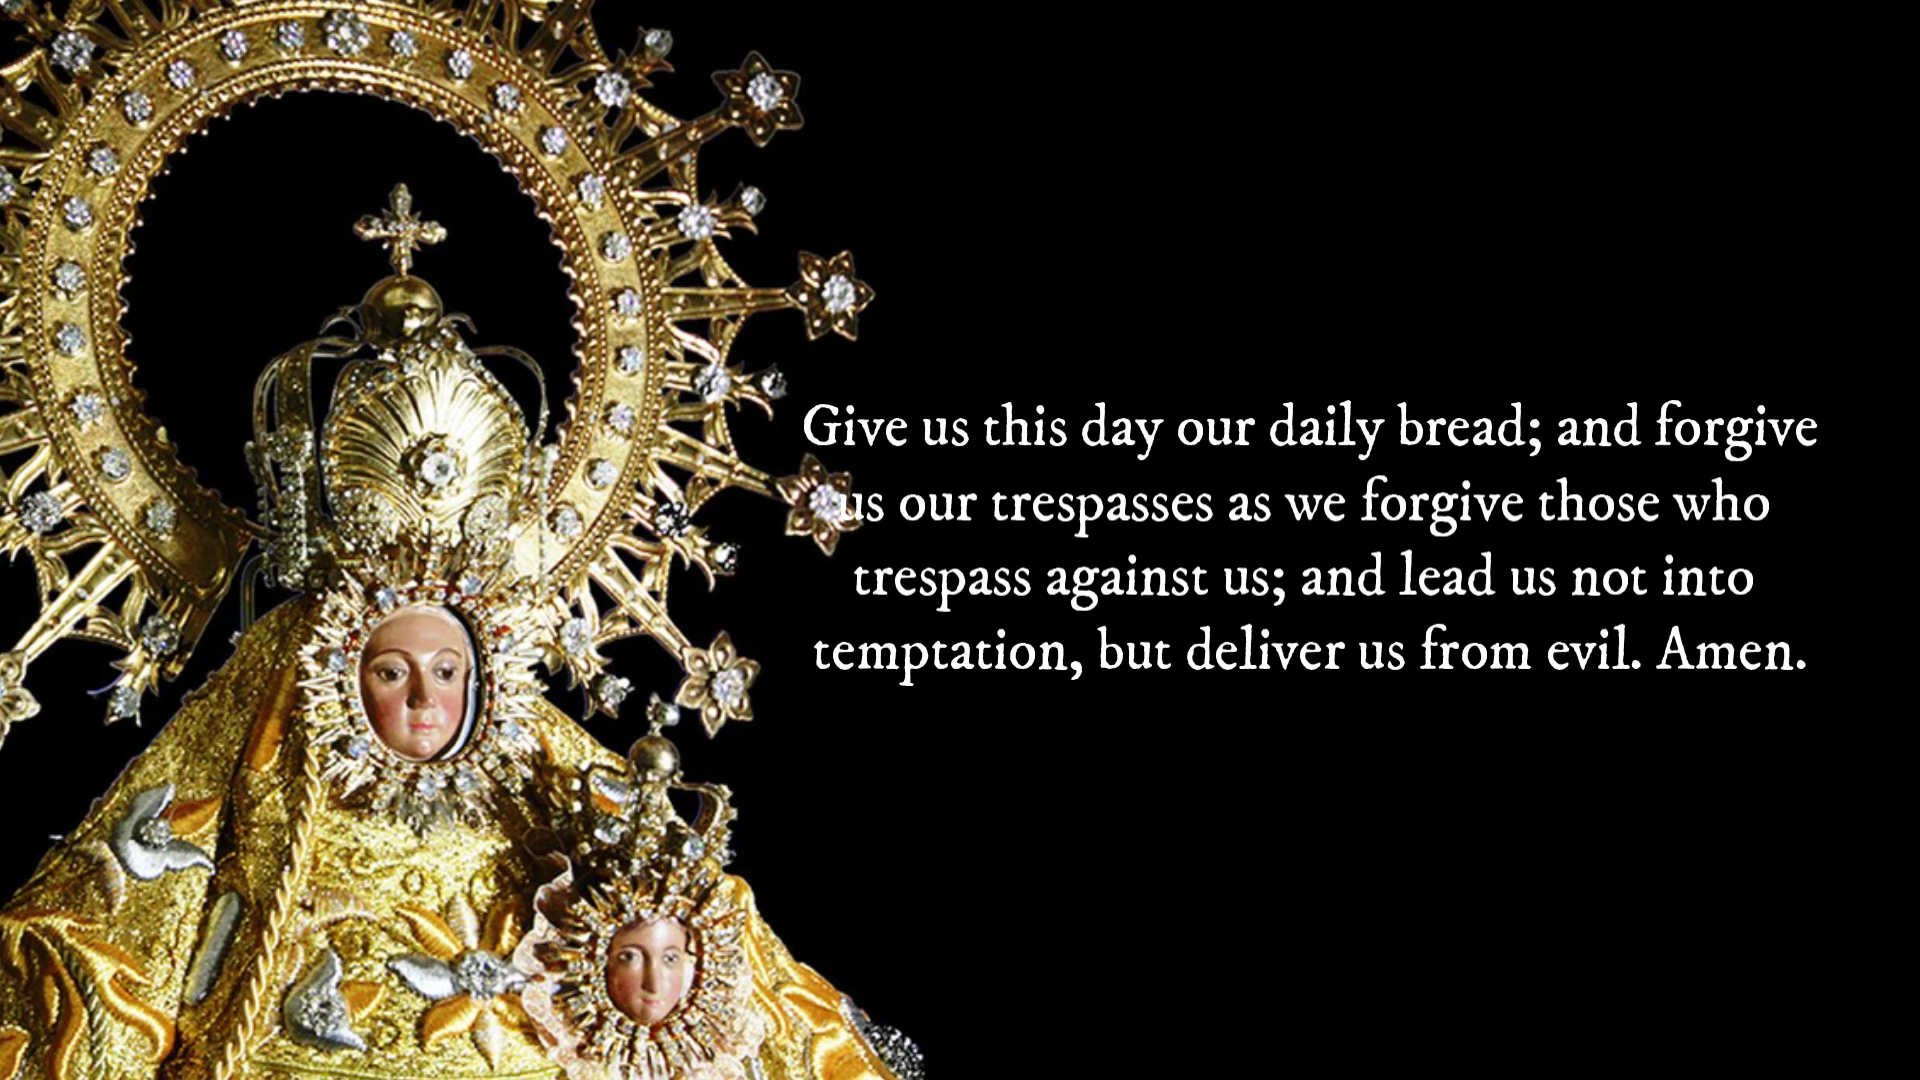 Give us this day our daily bread; and forgive
us our trespasses as we forgive those who
trespass against us; and lead us not into
temptation, but deliver us from evil. Amen.